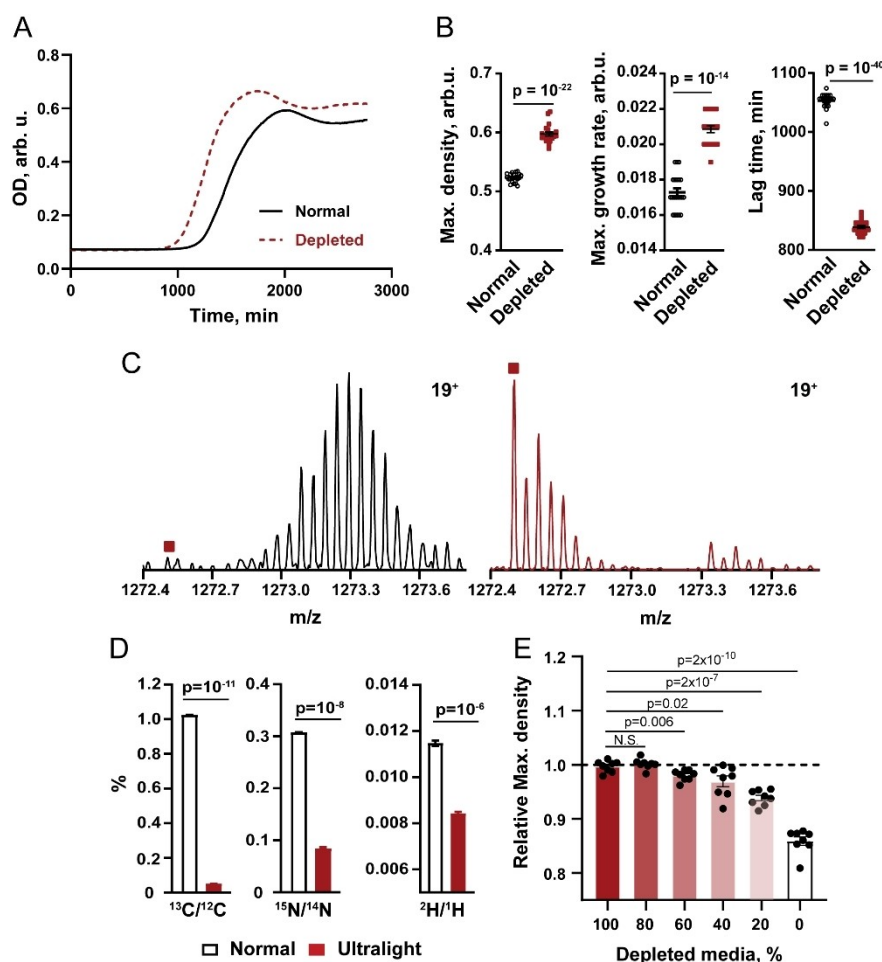 A
OD, arb. u.
0.8
0.6
0.4
0.2
0.0
Normal
Depleted
0
1000
2000
3000
Time, min
B
Max. density, arb.u.
p = 10⁻²²
0.7
0.6
0.5
0.4
Normal
Depleted
Max. growth rate, arb.u.
p = 10⁻¹⁴
0.024
0.022
0.020
0.018
0.016
0.014
Normal
Depleted
Lag time, min
p = 10⁻⁴⁰
1100
1000
900
800
Normal
Depleted
C
19⁺
1272.4
1272.7
1273.0
1273.3
1273.6
m/z
19⁺
1272.4
1272.7
1273.0
1273.3
1273.6
m/z
D
%
p=10⁻¹¹
1.2
1.0
0.8
0.6
0.4
0.2
0
¹³C/¹²C
p=10⁻⁸
0.4
0.3
0.2
0.1
0
¹⁵N/¹⁴N
p=10⁻⁶
0.014
0.012
0.010
0.008
0.006
²H/¹H
Normal
Ultralight
E
Relative Max. density
p=2x10⁻¹⁰
p=2x10⁻⁷
p=0.02
p=0.006
N.S.
1.2
1.1
1.0
0.9
0.8
100
80
60
40
20
0
Depleted media, %